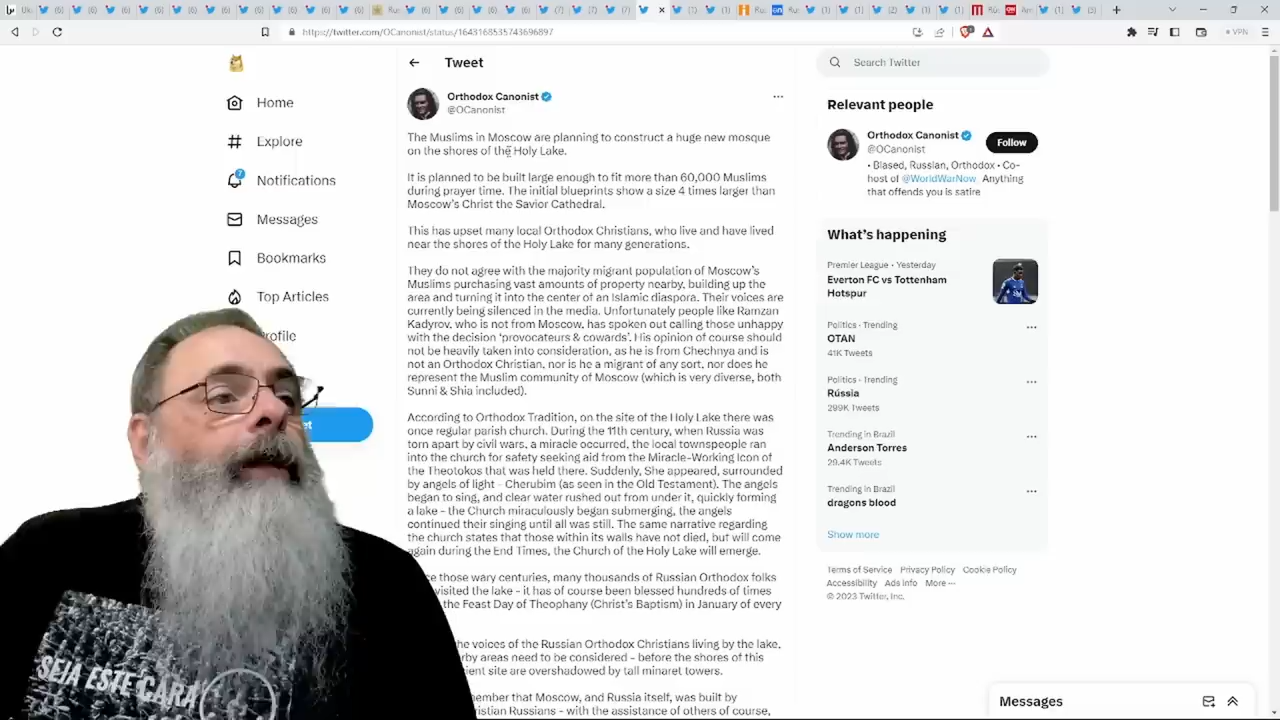 https://twitter.com/OCanonist/status/1643168535743696897
VPN
Home
Explore
7
Notifications
Messages
Bookmarks
Top Articles
Tweet
Orthodox Canonist
@OCanonist
The Muslims in Moscow are planning to construct a huge new mosque
on the shores of the Holy Lake.
It is planned to be built large enough to fit more than 60,000 Muslims
during prayer time. The initial blueprints show a size 4 times larger than
Moscow's Christ the Savior Cathedral.
This has upset many local Orthodox Christians, who live and have lived
near the shores of the Holy Lake for many generations.
They do not agree with the majority migrant population of Moscow's
Muslims purchasing vast amounts of property nearby, building up the
area and turning it into the center of an Islamic diaspora. Their voices are
currently being silenced in the media. Unfortunately people like Ramzan
Kadyrov, who is not from Moscow, has spoken out calling those unhappy
with the decision 'provocateurs & cowards'. His opinion of course should
not be heavily taken into consideration, as he is from Chechnya and is
not an Orthodox Christian, nor is he a migrant of any sort, nor does he
represent the Muslim community of Moscow (which is very diverse, both
Sunni & Shia included).
According to Orthodox Tradition, on the site of the Holy Lake there was
once regular parish church. During the 11th century, when Russia was
torn apart by civil wars, a miracle occurred, the local townspeople ran
into the church for safety seeking aid from the Miracle-Working Icon of
the Theotokos that was held there. Suddenly, She appeared, surrounded
by angels of light - Cherubim (as seen in the Old Testament). The angels
began to sing, and clear water rushed out from under it, quickly forming
a lake - the Church miraculously began submerging, the angels
continued their singing until all was still. The same narrative regarding
the church states that those within its walls have not died, but will come
again during the End Times, the Church of the Holy Lake will emerge.
those wary centuries, many thousands of Russian Orthodox folks
visited the lake - it has of course been blessed hundreds of times
the Feast Day of Theophany (Christ's Baptism) in January of every
the voices of the Russian Orthodox Christians living by the lake,
areas need to be considered - before the shores of this
site are overshadowed by tall minaret towers.
that Moscow, and Russia itself, was built by
Russians - with the assistance of others of course,
Search Twitter
Relevant people
Orthodox Canonist
@OCanonist
Follow
• Biased, Russian, Orthodox • Co-
host of @WorldWarNow. Anything
that offends you is satire
What's happening
Premier League · Yesterday
Everton FC vs Tottenham
Hotspur
Politics · Trending
OTAN
41K Tweets
Politics · Trending
Rússia
299K Tweets
Trending in Brazil
Anderson Torres
29.4K Tweets
Trending in Brazil
dragons blood
Show more
Terms of Service Privacy Policy Cookie Policy
Accessibility Ads info More ···
© 2023 Twitter, Inc.
Messages
SEJA ESTE CARA